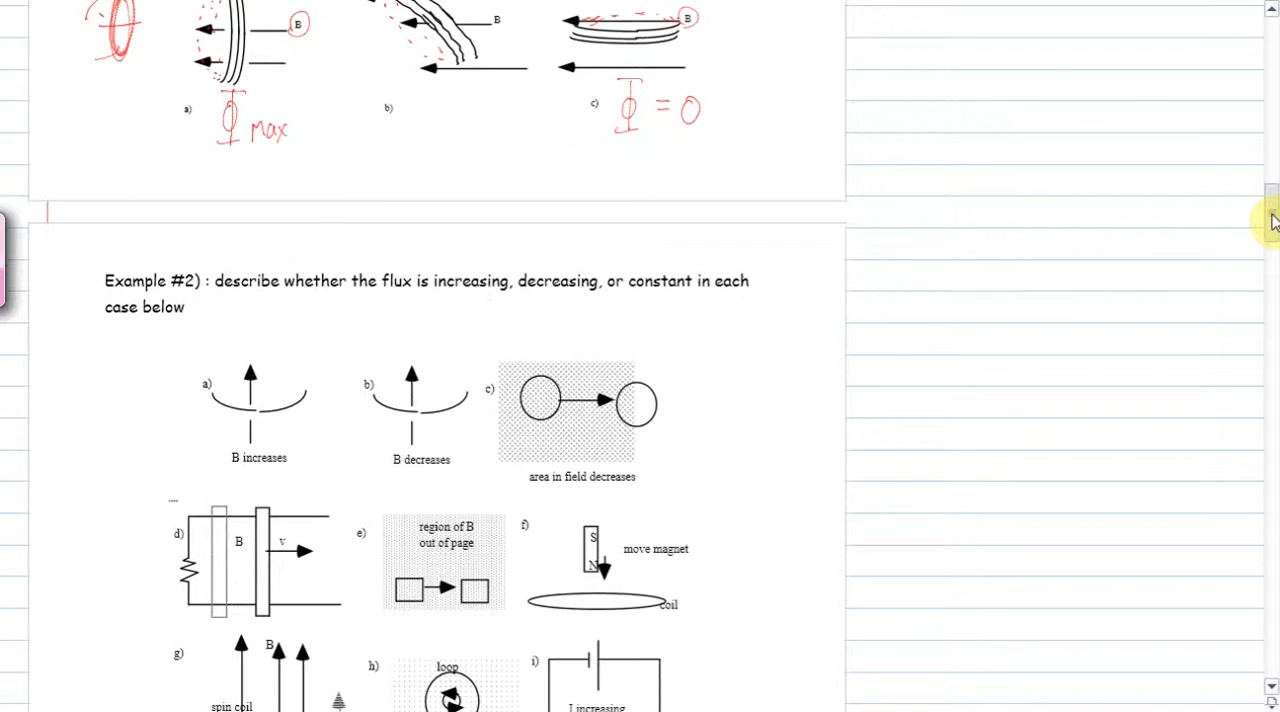 B
B
B
a)
b)
c)
Φ = 0
Φ Max
Example #2) : describe whether the flux is increasing, decreasing, or constant in each
case below
a)
b)
c)
B increases
B decreases
area in field decreases
d)
B
v
e)
region of B
out of page
f)
S
N
move magnet
coil
g)
B
h)
loop
i)
spin coil
I increasing